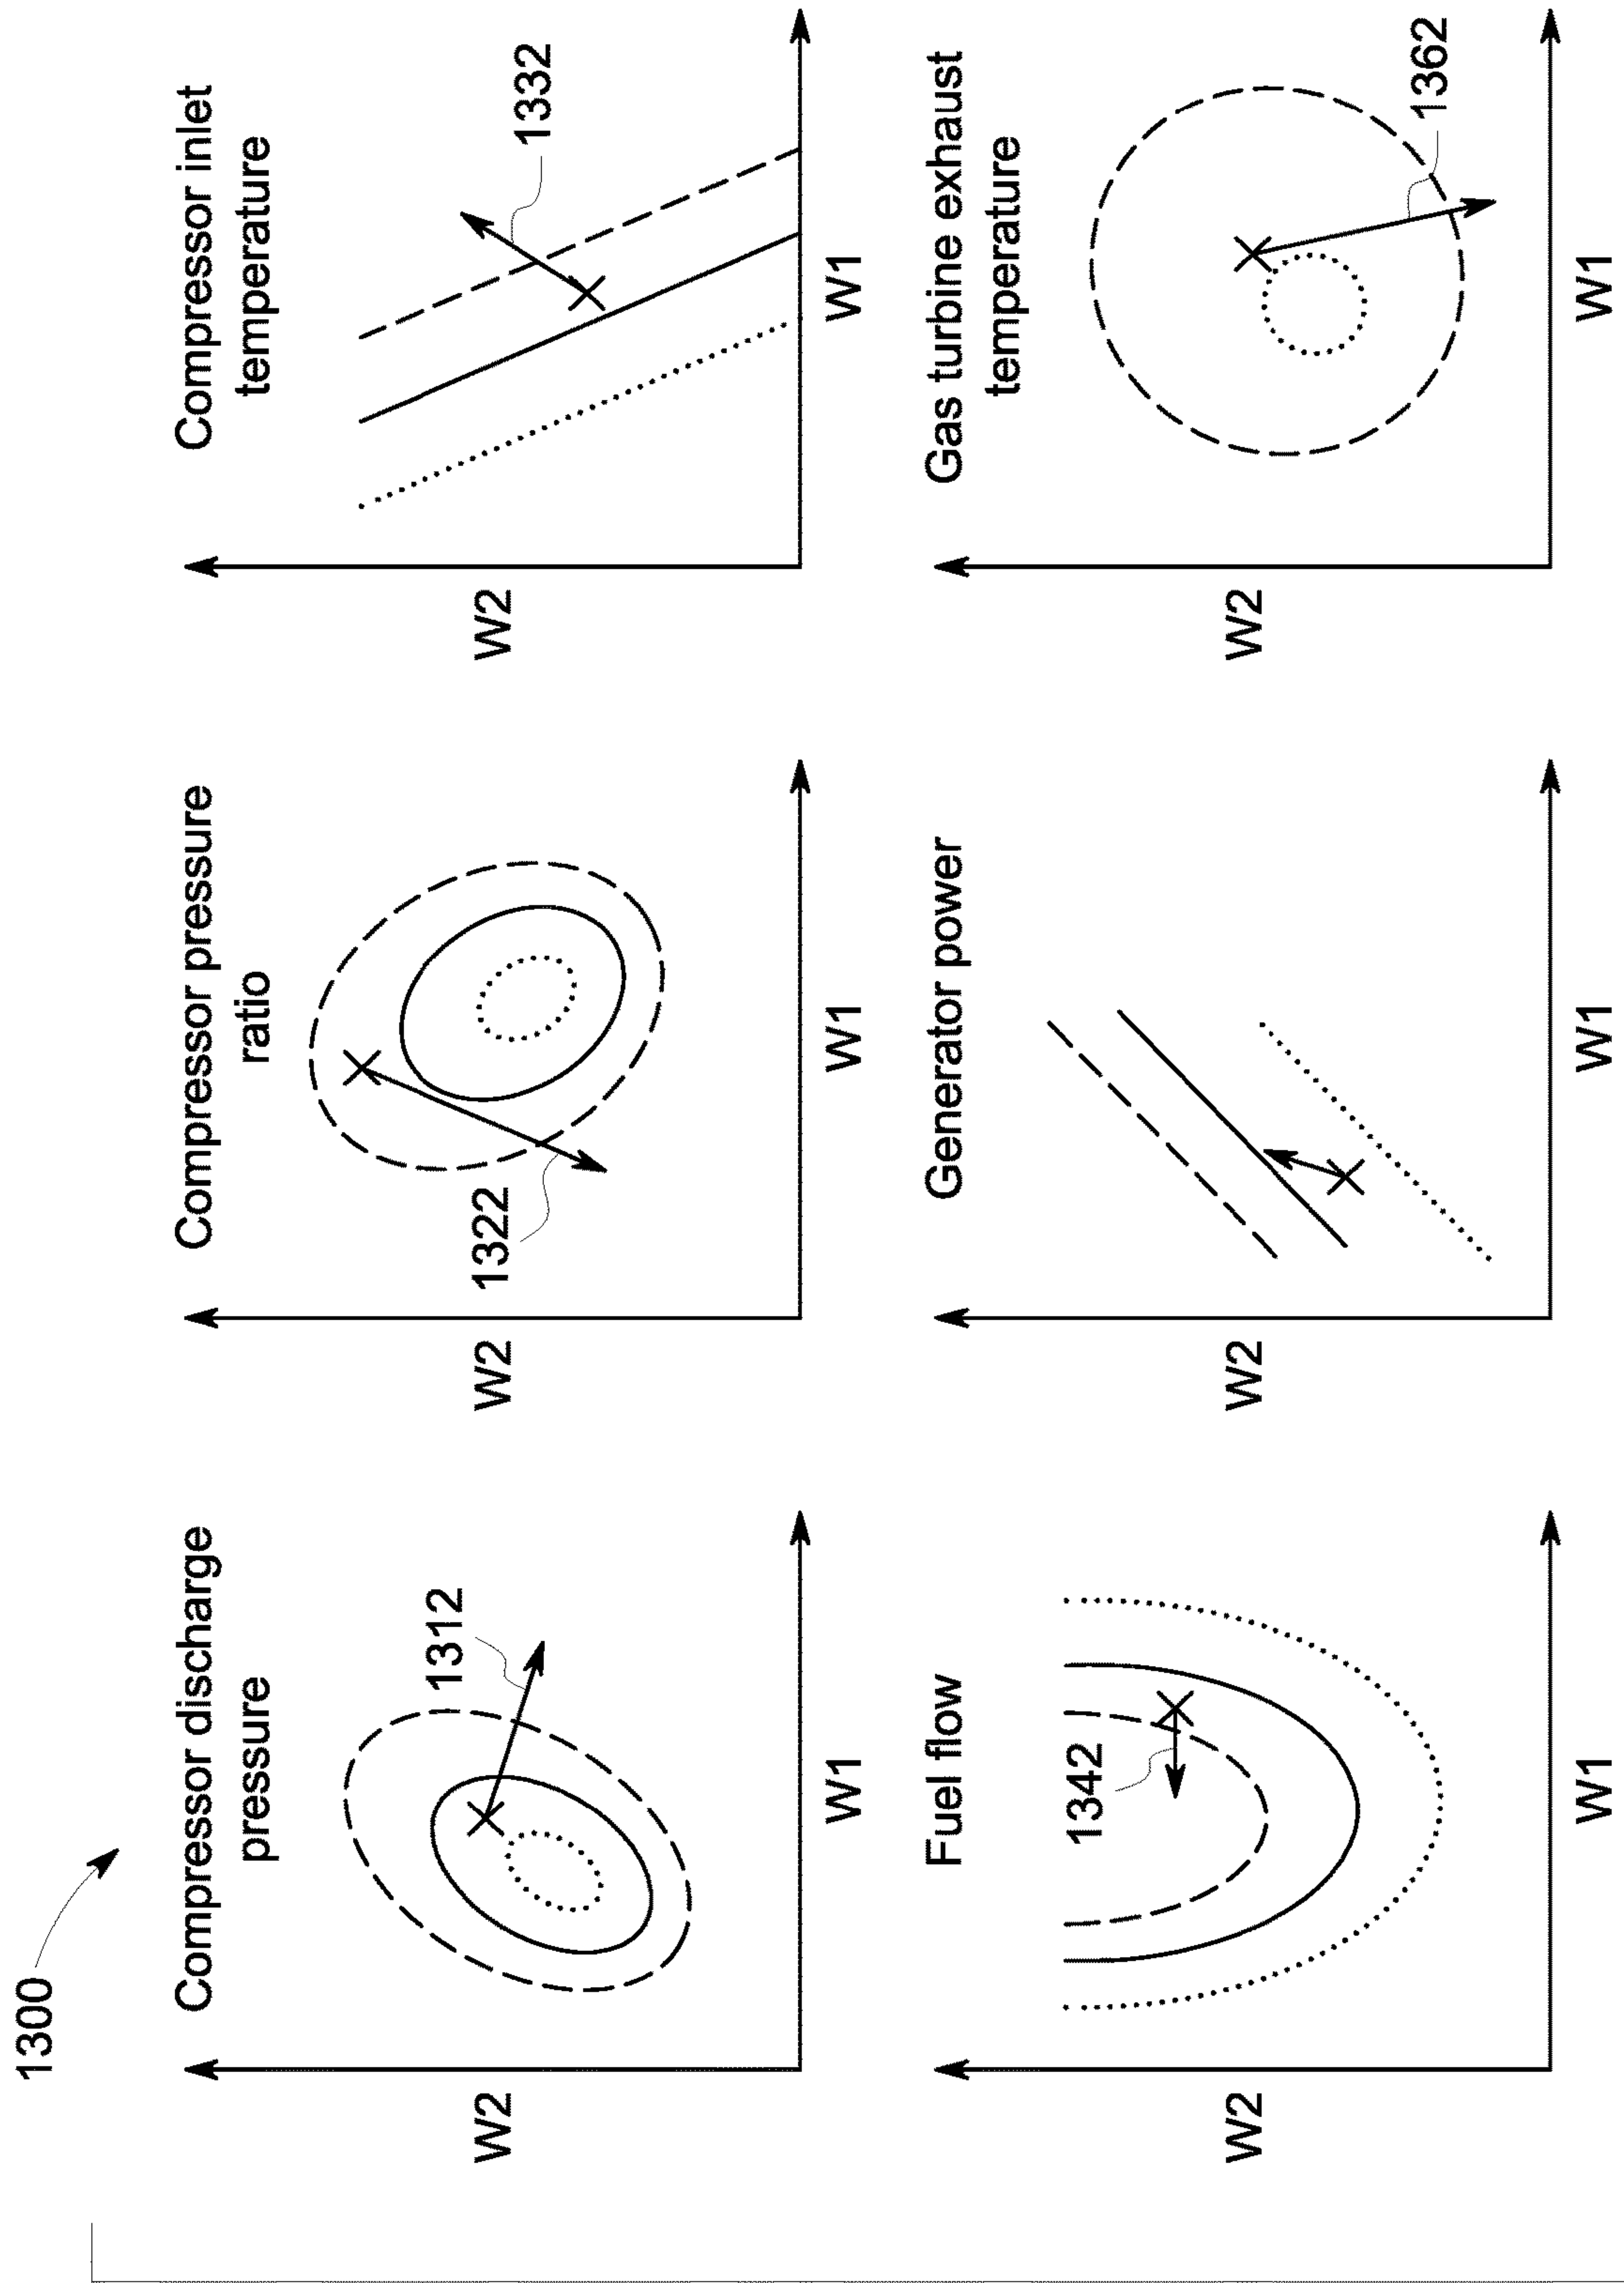 1300
Compressor discharge
pressure
1312
W2
W1
Compressor pressure
ratio
1322
W2
W1
Compressor inlet
temperature
1332
W2
W1
Fuel flow
1342
W2
W1
Generator power
W2
W1
Gas turbine exhaust
temperature
1362
W2
W1